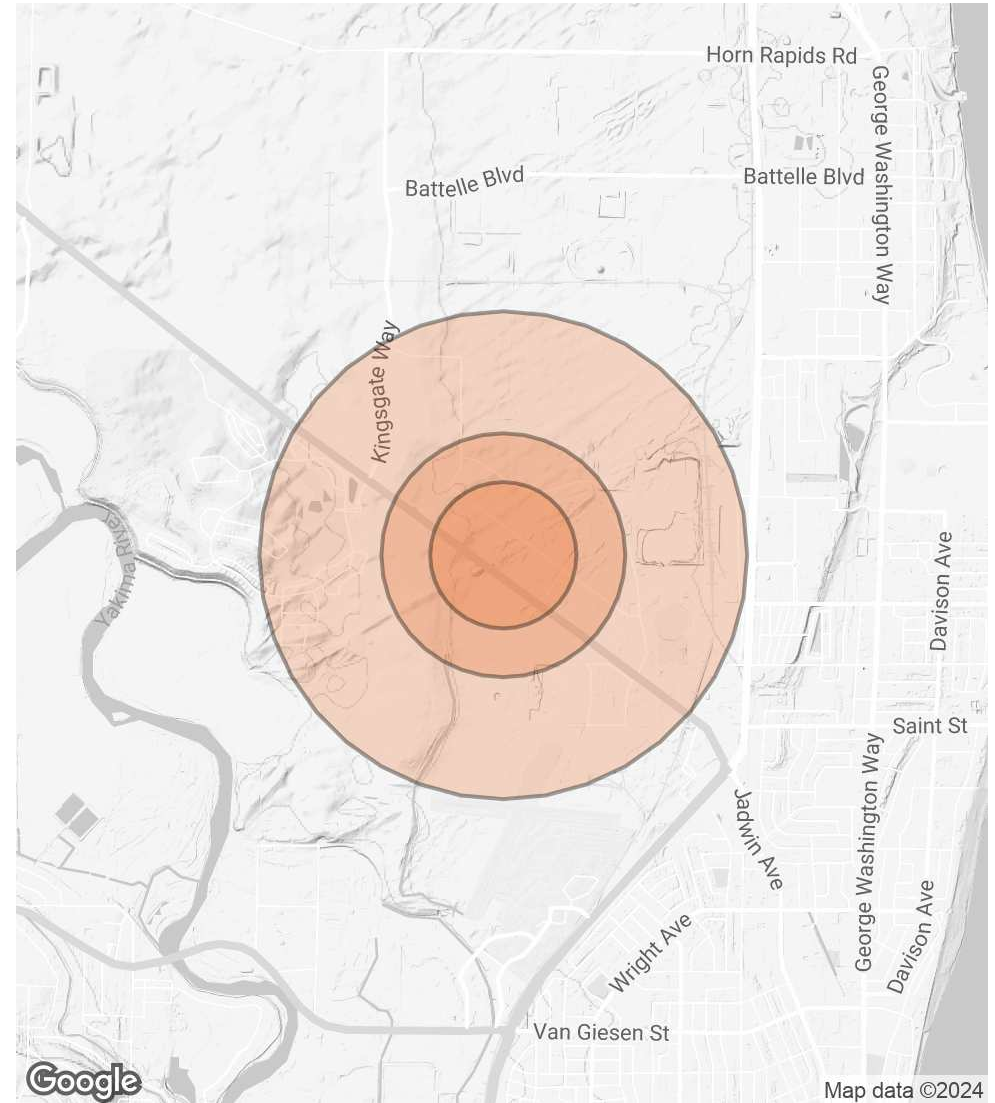 Horn Rapids Rd
George Washington Way
Battelle Blvd
Battelle Blvd
Kingsgate Way
Yakima River
Davison Ave
Saint St
George Washington Way
Jadwin Ave
Davison Ave
Wright Ave
Van Giesen St
Google
Map data ©2024